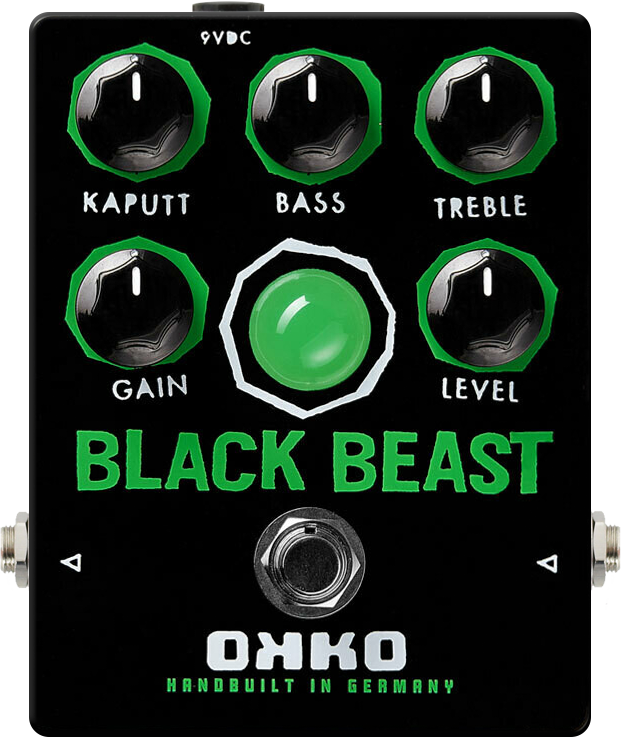 9VDC
KAPUTT BASS TREBLE
GAIN LEVEL
BLACK BEAST
OKKO
HANDBUILT IN GERMANY